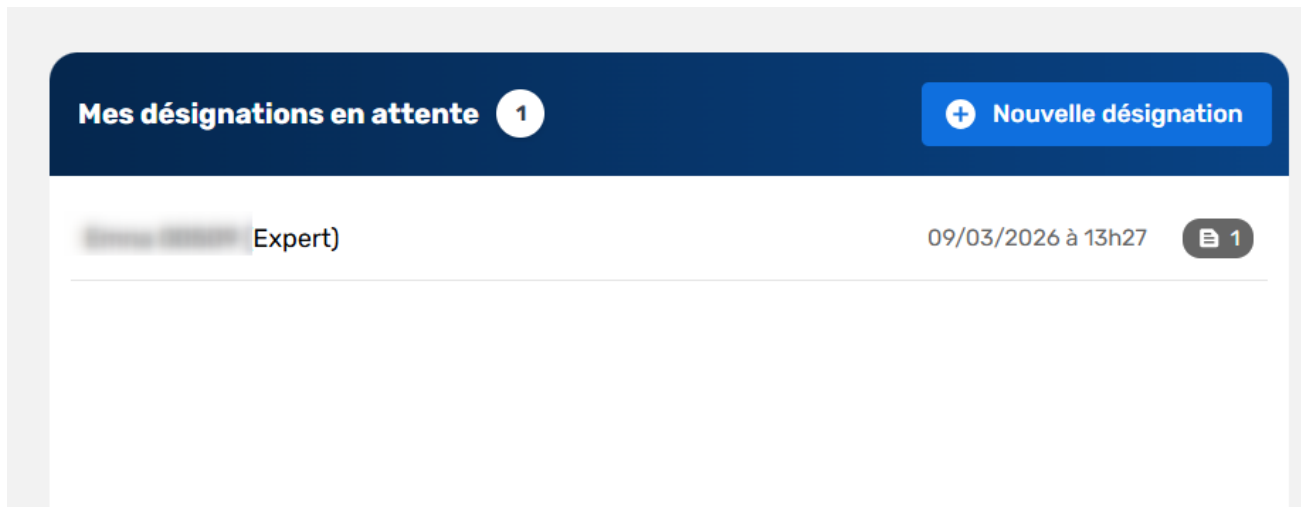 Mes désignations en attente 1
Nouvelle désignation
Expert)
09/03/2026 à 13h27
1